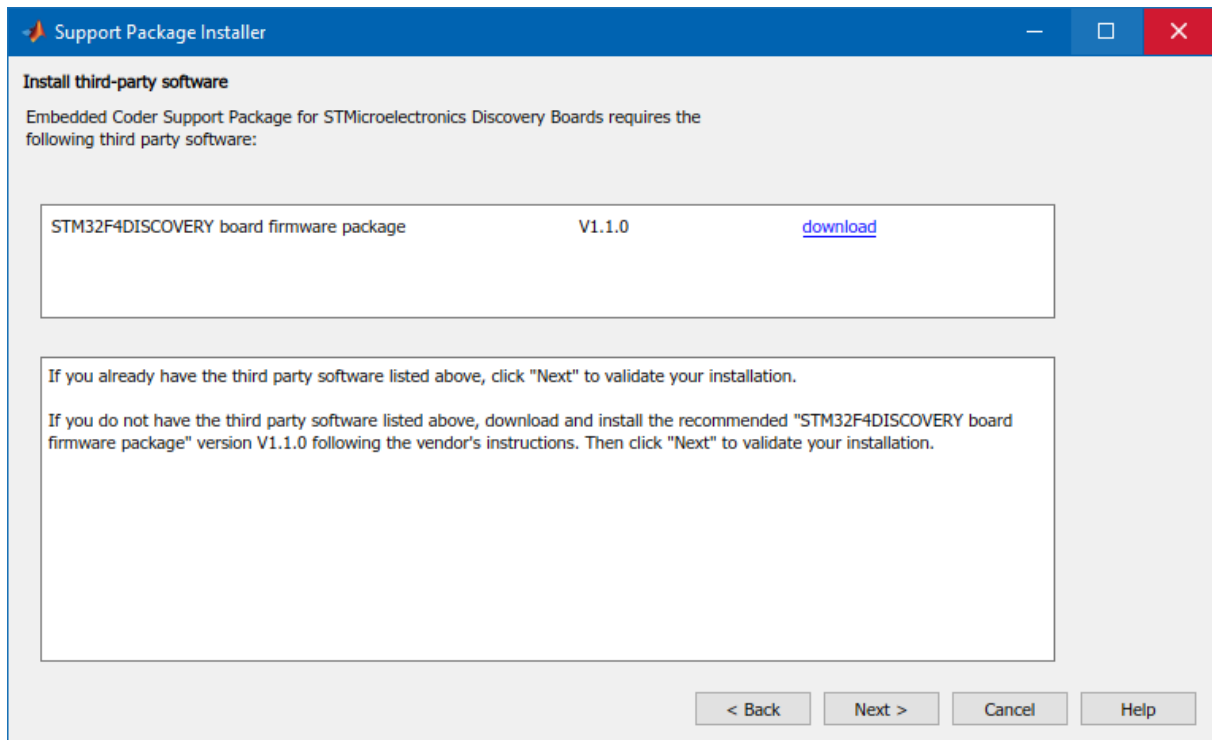 Support Package Installer
Install third-party software
Embedded Coder Support Package for STMicroelectronics Discovery Boards requires the
following third party software:
STM32F4DISCOVERY board firmware package V1.1.0 download
If you already have the third party software listed above, click "Next" to validate your installation.
If you do not have the third party software listed above, download and install the recommended "STM32F4DISCOVERY board
firmware package" version V1.1.0 following the vendor's instructions. Then click "Next" to validate your installation.
< Back Next > Cancel Help